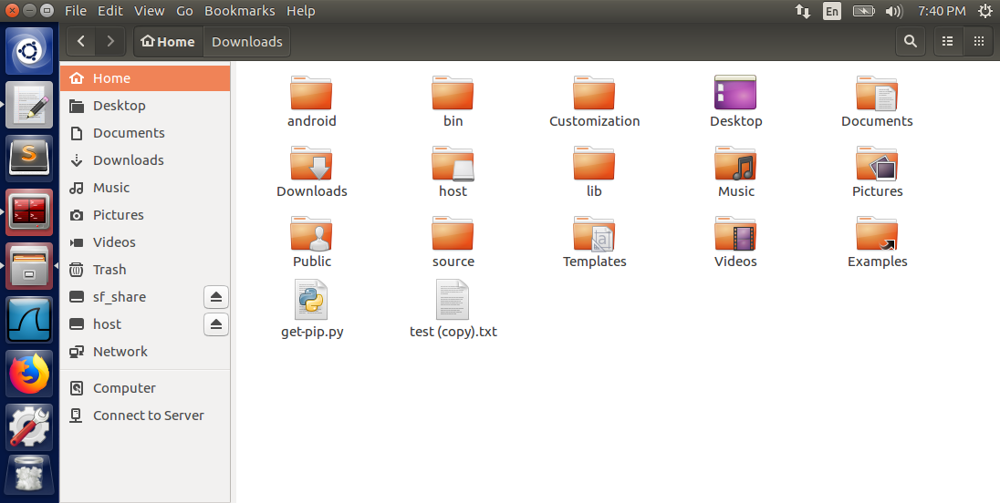 File Edit View Go Bookmarks Help
En
7:40 PM
Home
Downloads
Home
Desktop
Documents
Downloads
Music
Pictures
Videos
Trash
sf_share
host
Network
Computer
Connect to Server
android
bin
Customization
Desktop
Documents
Downloads
host
lib
Music
Pictures
Public
source
Templates
Videos
Examples
get-pip.py
test (copy).txt